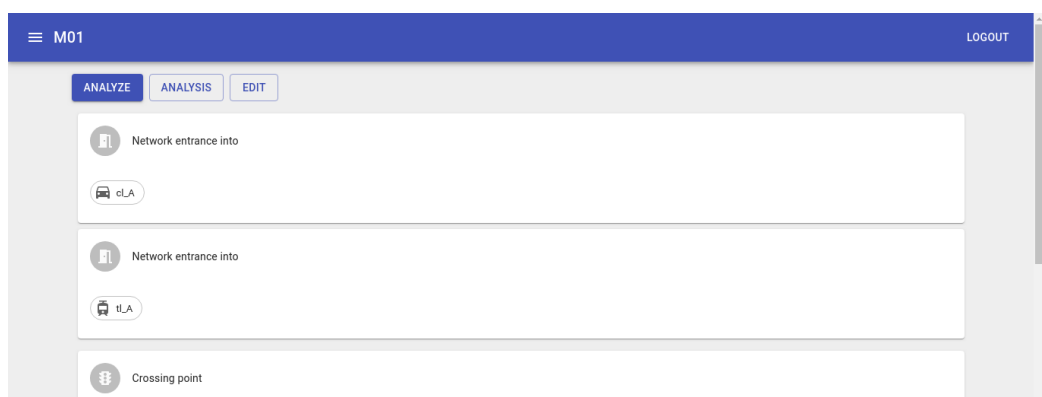 M01
LOGOUT
ANALYZE ANALYSIS EDIT
Network entrance into
cl_A
Network entrance into
tl_A
Crossing point